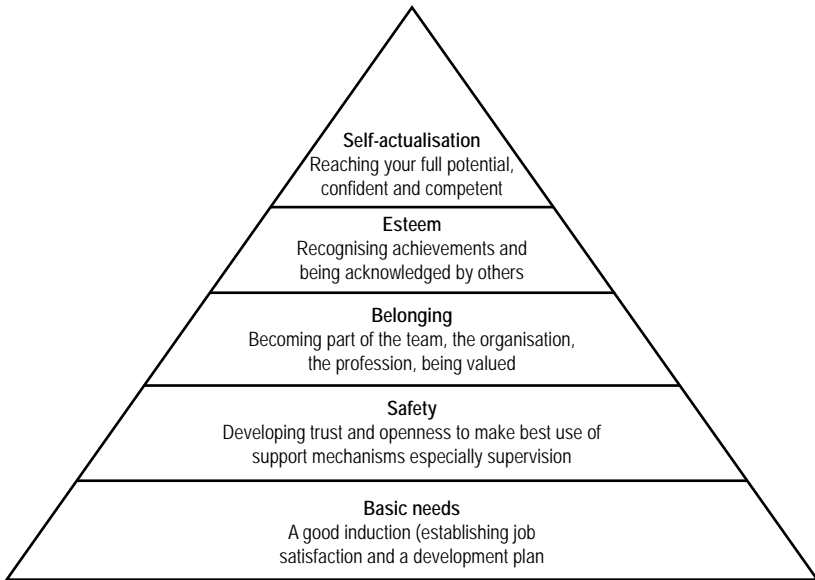 Self-actualisation
Reaching your full potential,
confident and competent
Esteem
Recognising achievements and
being acknowledged by others
Belonging
Becoming part of the team, the organisation,
the profession, being valued
Safety
Developing trust and openness to make best use of
support mechanisms especially supervision
Basic needs
A good induction (establishing job
satisfaction and a development plan